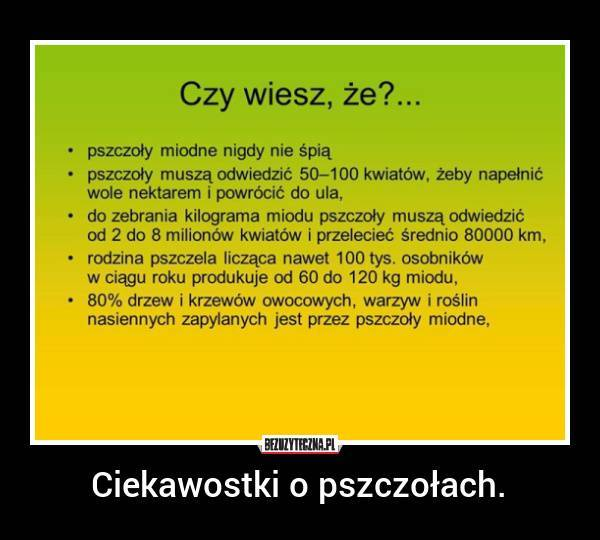 Czy wiesz, że?...
• pszczoły miodne nigdy nie śpią
• pszczoły muszą odwiedzić 50–100 kwiatów, żeby napełnić
wole nektarem i powrócić do ula,
• do zebrania kilograma miodu pszczoły muszą odwiedzić
od 2 do 8 milionów kwiatów i przelecieć średnio 80000 km,
• rodzina pszczela licząca nawet 100 tys. osobników
w ciągu roku produkuje od 60 do 120 kg miodu,
• 80% drzew i krzewów owocowych, warzyw i roślin
nasiennych zapylanych jest przez pszczoły miodne,
BEZUZYTECZNA.PL
Ciekawostki o pszczołach.